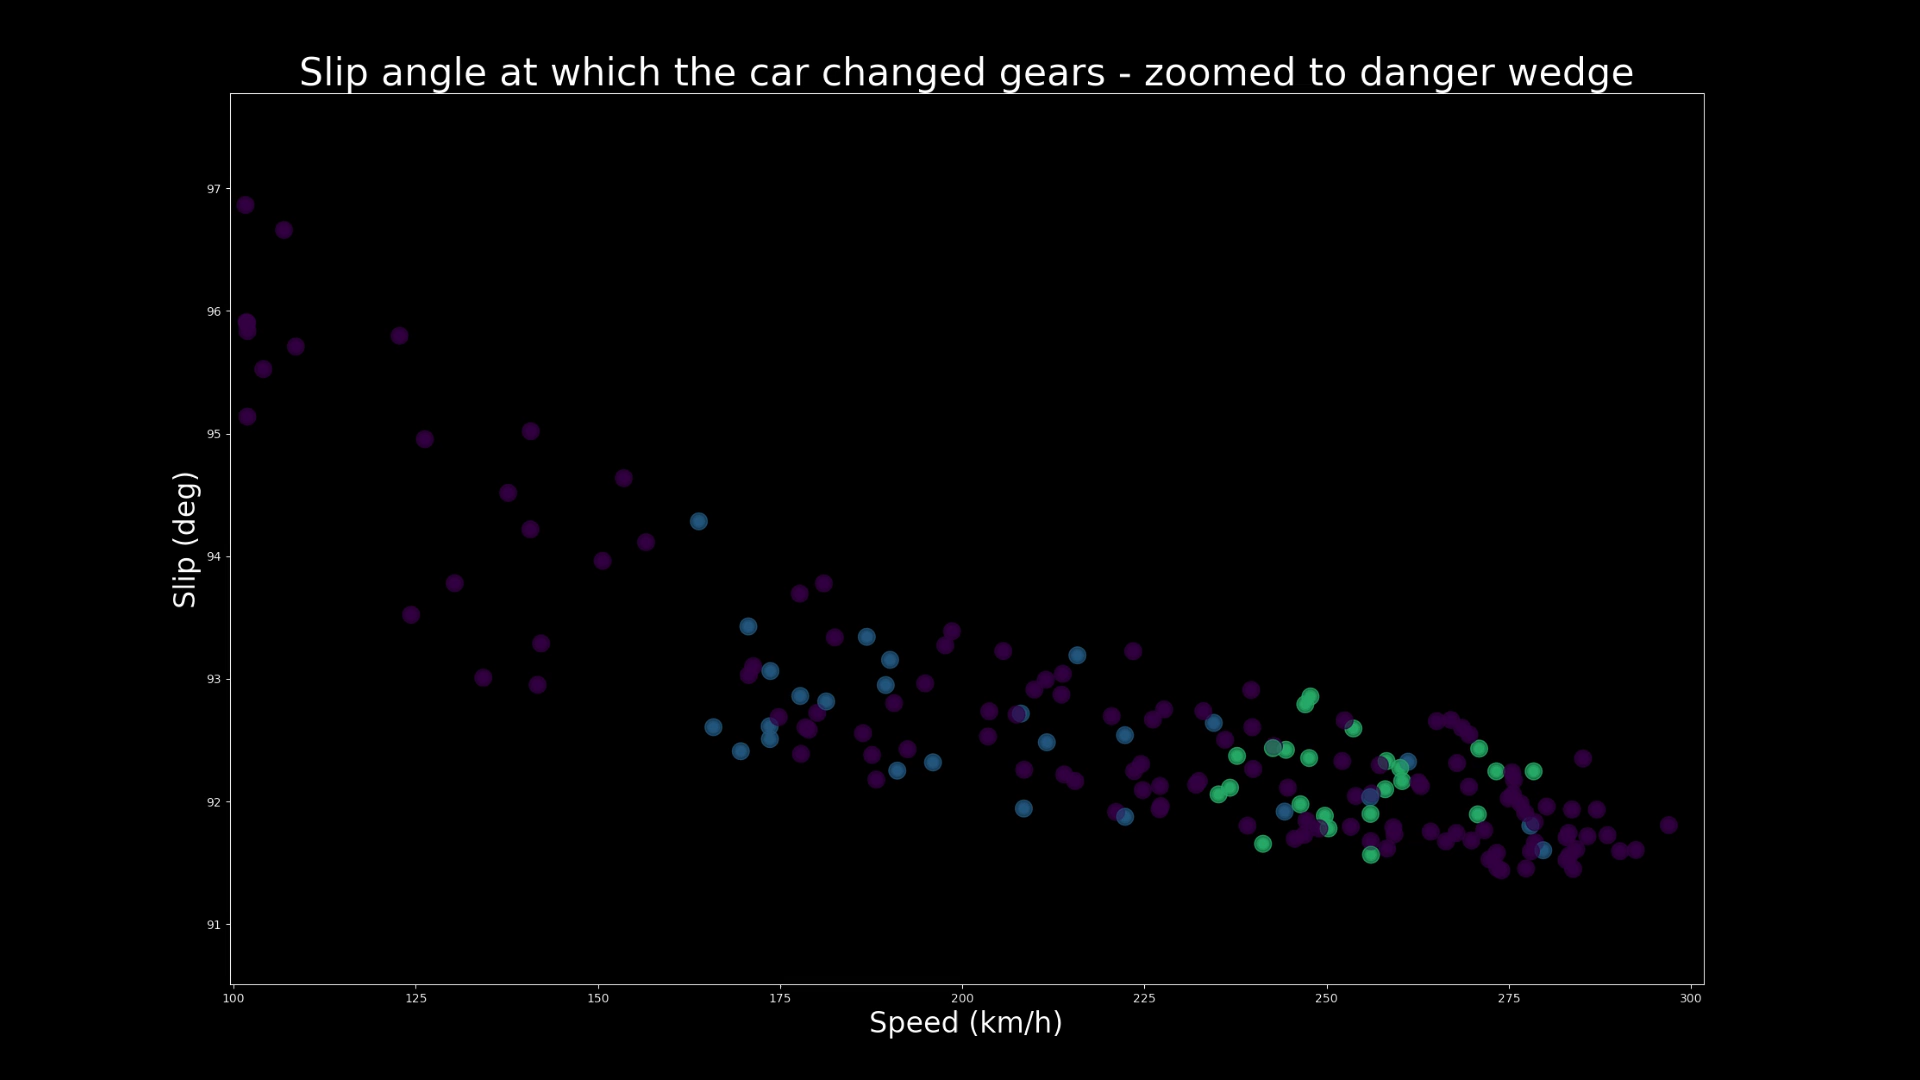 Slip angle at which the car changed gears - zoomed to danger wedge
Slip (deg)
97
96
95
94
93
92
91
100 125 150 175 200 225 250 275 300
Speed (km/h)